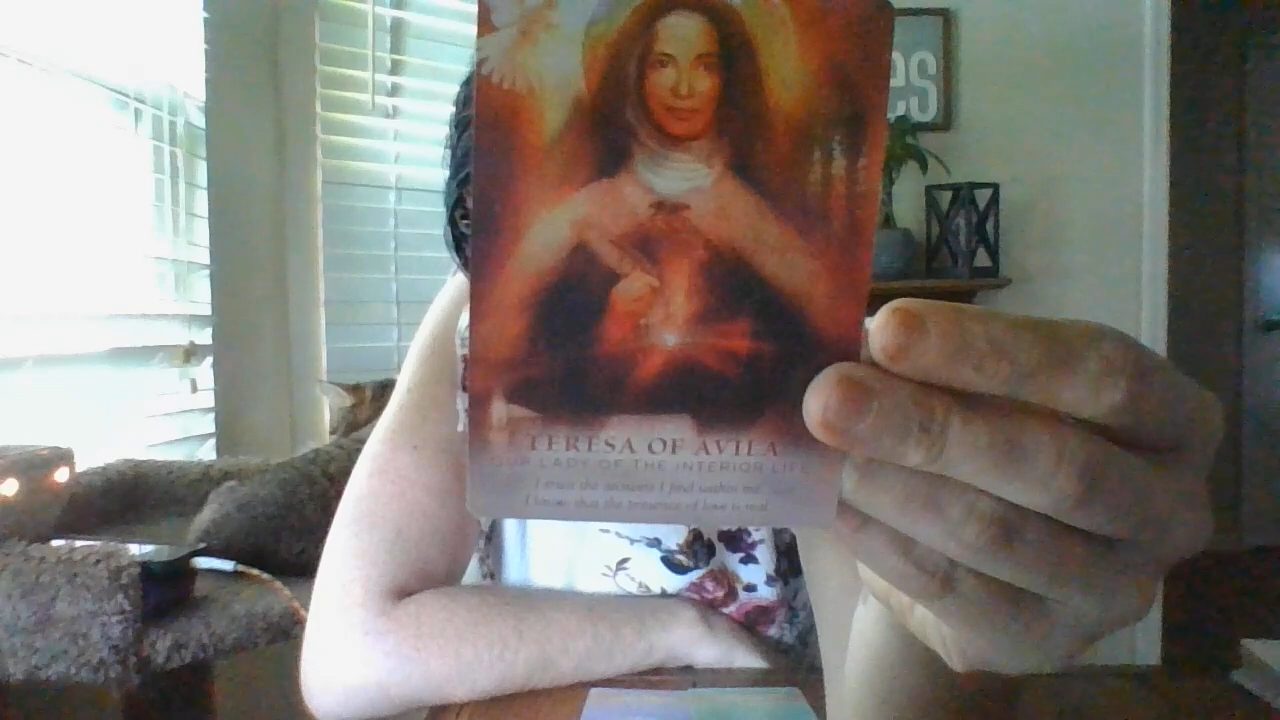 es
TERESA OF AVILA
OUR LADY OF THE INTERIOR LIFE
I trust the answers I find within me.
I know that the presence of love is real.